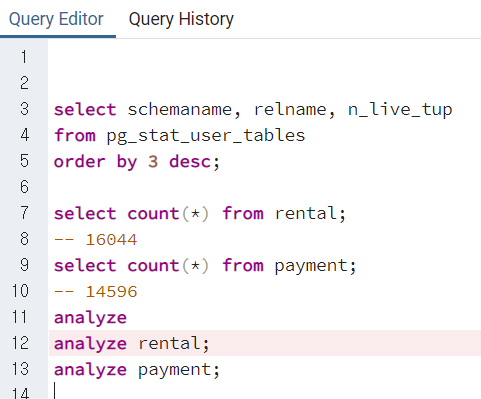 Query Editor Query History
1
2
3 select schemaname, relname, n_live_tup
4 from pg_stat_user_tables
5 order by 3 desc;
6
7 select count(*) from rental;
8 -- 16044
9 select count(*) from payment;
10 -- 14596
11 analyze
12 analyze rental;
13 analyze payment;
14